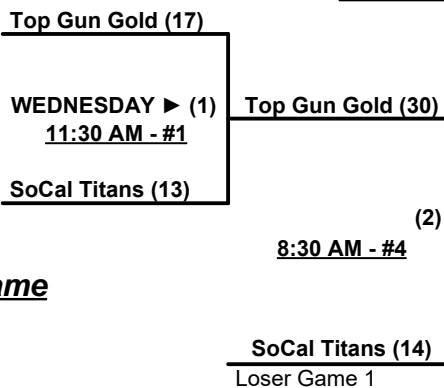 Top Gun Gold (17)
WEDNESDAY ► (1)
Top Gun Gold (30)
11:30 AM - #1
SoCal Titans (13)
(2)
8:30 AM - #4
SoCal Titans (14)
Loser Game 1